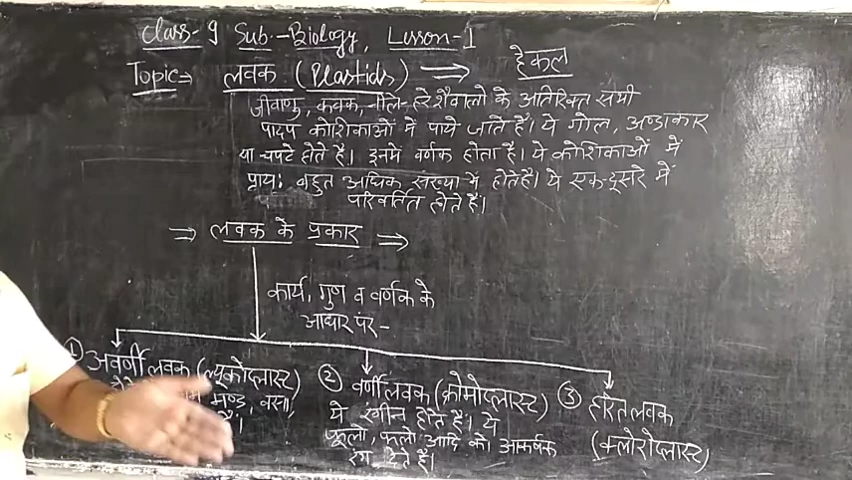 Class- 9 Sub.-Biology, Lesson-1
Topic→ लवक (Plastids) ⟹ हैकल
जीवाणु, कवक, नीले-हरे शैवालो के अतिरिक्त सभी
पादप कोशिकाओं में पाये जाते हैं। ये गोल, अण्डाकार
या चपटे होते है। इनमें वर्णक होता है। ये कोशिकाओं में
प्रायः बहुत अधिक संख्या में होते है। ये एक-दूसरे में
परिवर्तित होते हैं।
⇒ लवक के प्रकार ⇒
कार्य, गुण व वर्णक के
आधार पर-
① अवर्णीलवक (ल्यूकोप्लास्ट)
मण्ड, वसा,
है।
② वर्णीलवक (क्रोमोप्लास्ट)
ये रंगीन होते है। ये
फूलो, फलो आदि को आकर्षक
रंग देते है।
③ हरितलवक
(क्लोरोप्लास्ट)